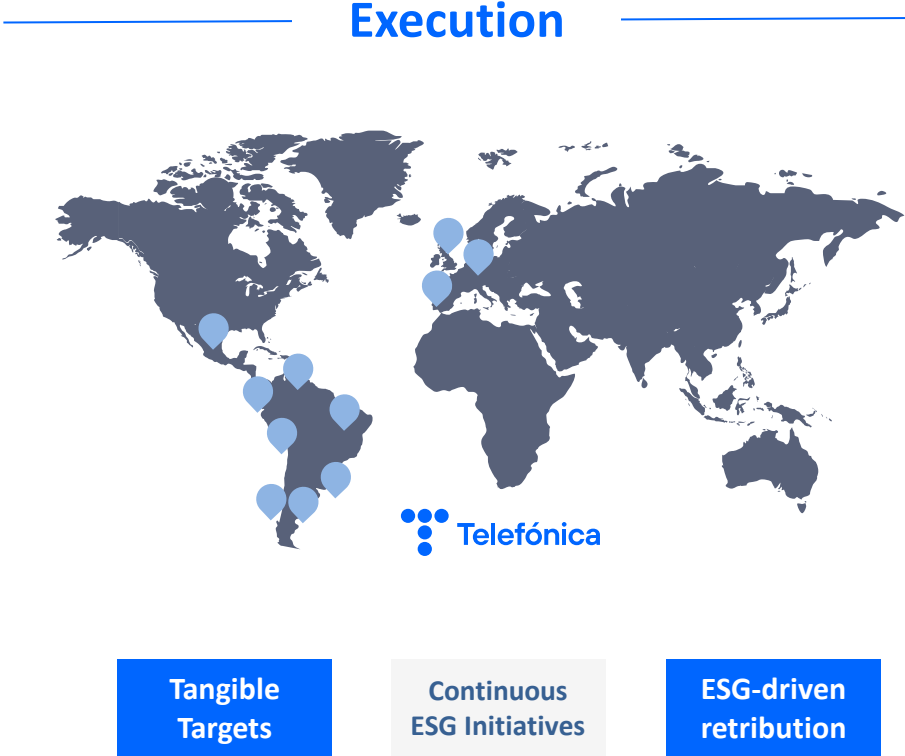 Execution
Telefónica
Tangible
Targets
Continuous
ESG Initiatives
ESG-driven
retribution